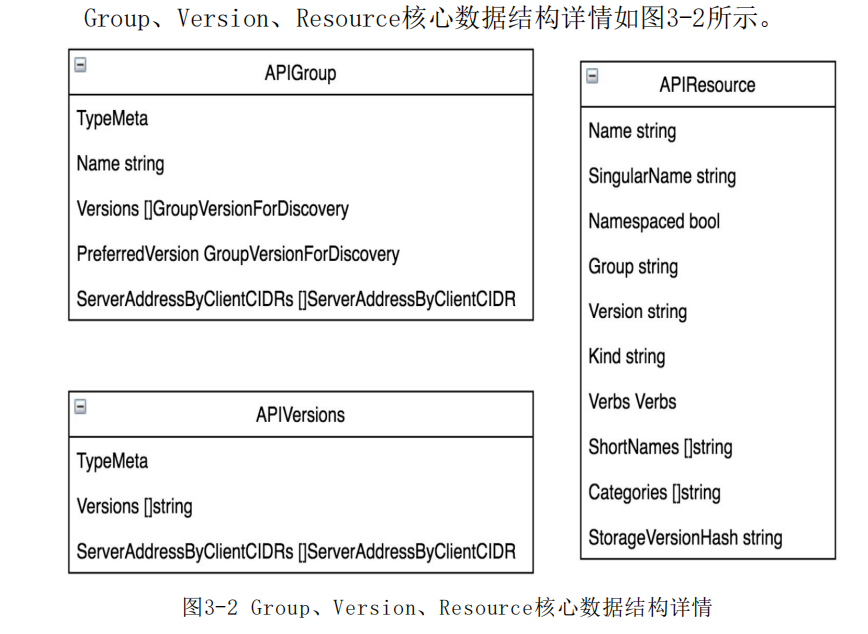 Group、Version、Resource核心数据结构详情如图3-2所示。
APIGroup
TypeMeta
Name string
Versions []GroupVersionForDiscovery
PreferredVersion GroupVersionForDiscovery
ServerAddressByClientCIDRs []ServerAddressByClientCIDR
APIVersions
TypeMeta
Versions []string
ServerAddressByClientCIDRs []ServerAddressByClientCIDR
APIResource
Name string
SingularName string
Namespaced bool
Group string
Version string
Kind string
Verbs Verbs
ShortNames []string
Categories []string
StorageVersionHash string
图3-2 Group、Version、Resource核心数据结构详情